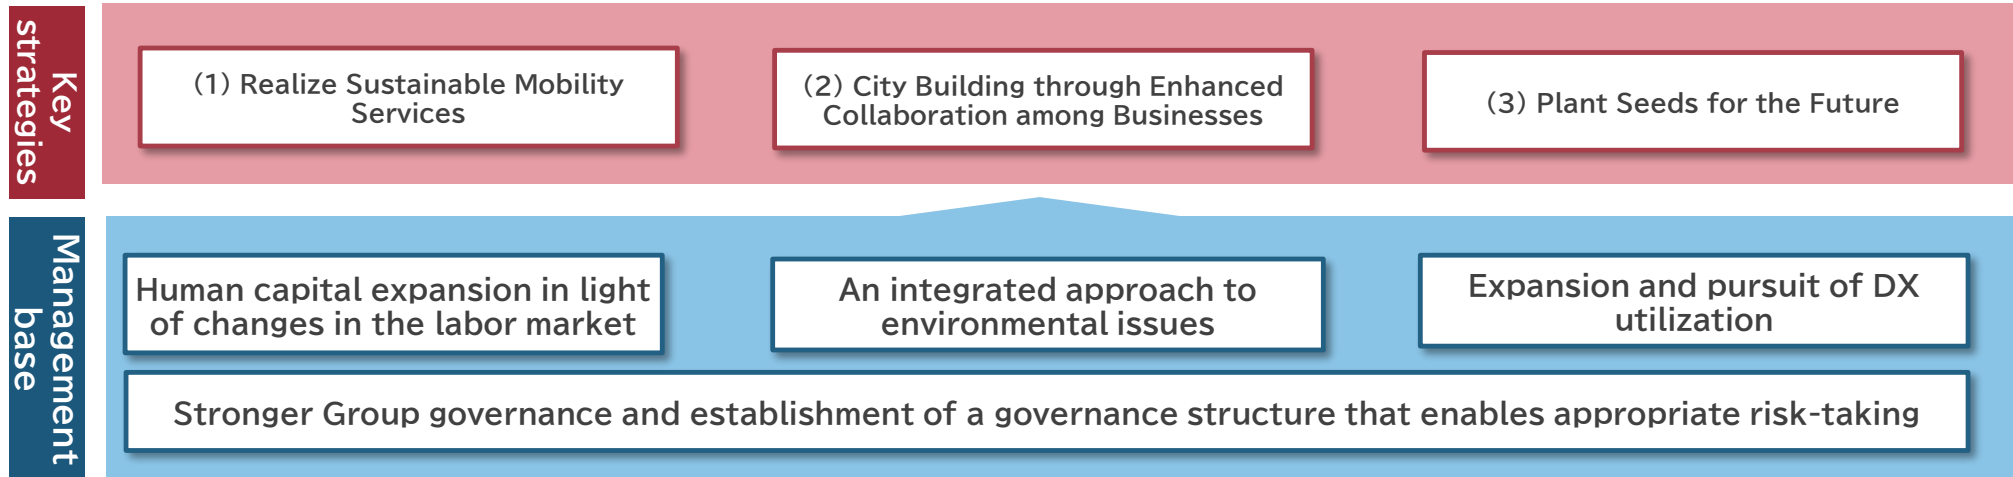 Key
strategies
(1) Realize Sustainable Mobility
Services
(2) City Building through Enhanced
Collaboration among Businesses
(3) Plant Seeds for the Future
Management
base
Human capital expansion in light
of changes in the labor market
An integrated approach to
environmental issues
Expansion and pursuit of DX
utilization
Stronger Group governance and establishment of a governance structure that enables appropriate risk-taking